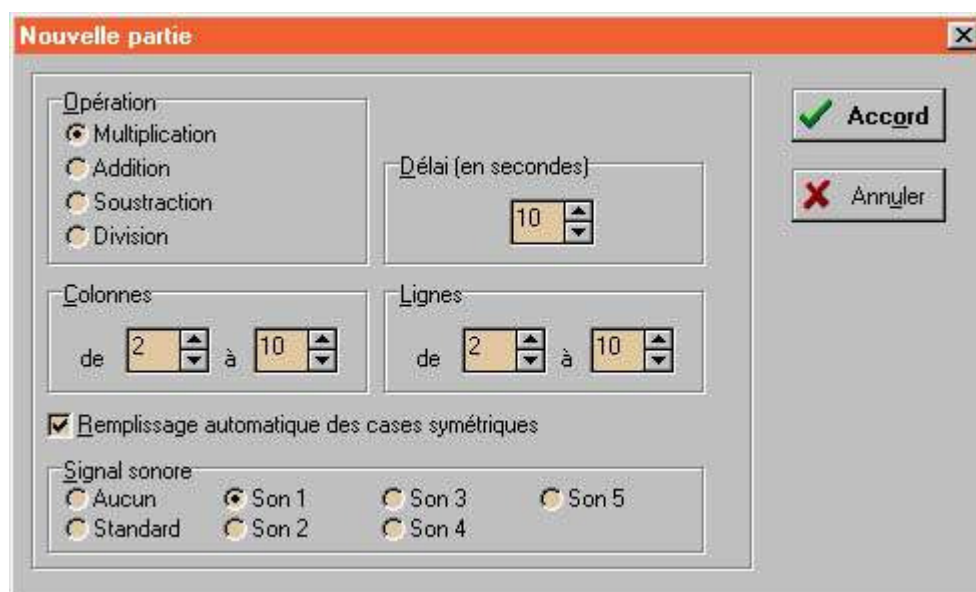 Nouvelle partie
Opération
Multiplication
Addition
Soustraction
Division
Délai (en secondes)
10
Accord
Annuler
Colonnes
de 2 à 10
Lignes
de 2 à 10
Remplissage automatique des cases symétriques
Signal sonore
Aucun Son 1 Son 3 Son 5
Standard Son 2 Son 4